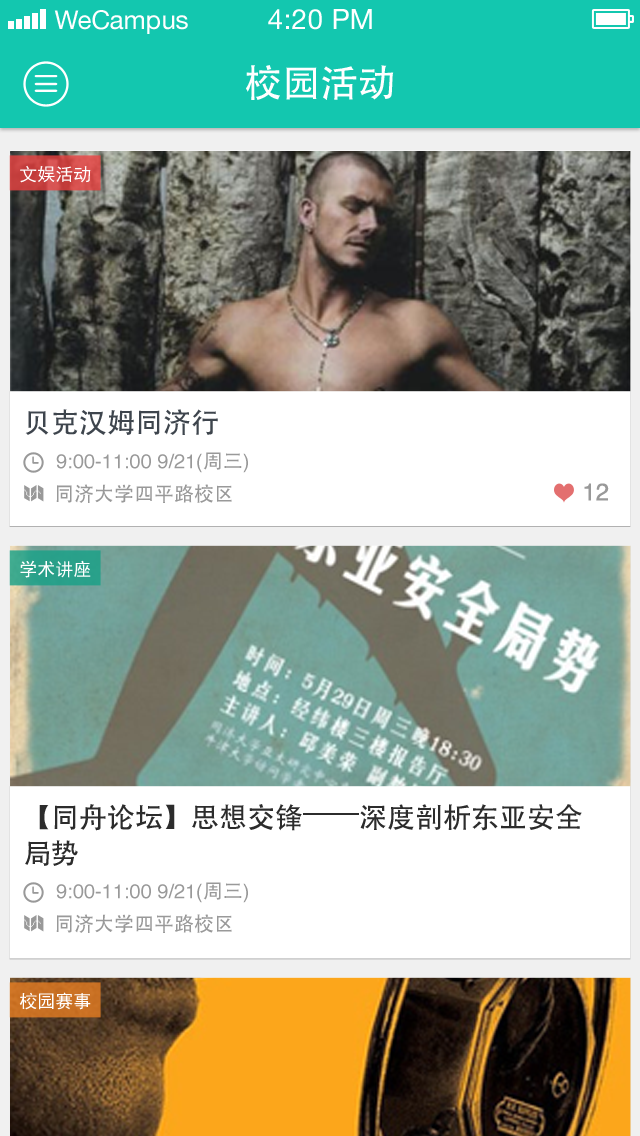 WeCampus 4:20 PM
校园活动
文娱活动
贝克汉姆同济行
9:00-11:00 9/21(周三)
同济大学四平路校区
12
学术讲座
东亚安全局势
时间：5月29日周三晚18:30
地点：经纬楼三楼报告厅
主讲人：邱美荣 副教
【同舟论坛】思想交锋——深度剖析东亚安全
局势
9:00-11:00 9/21(周三)
同济大学四平路校区
校园赛事